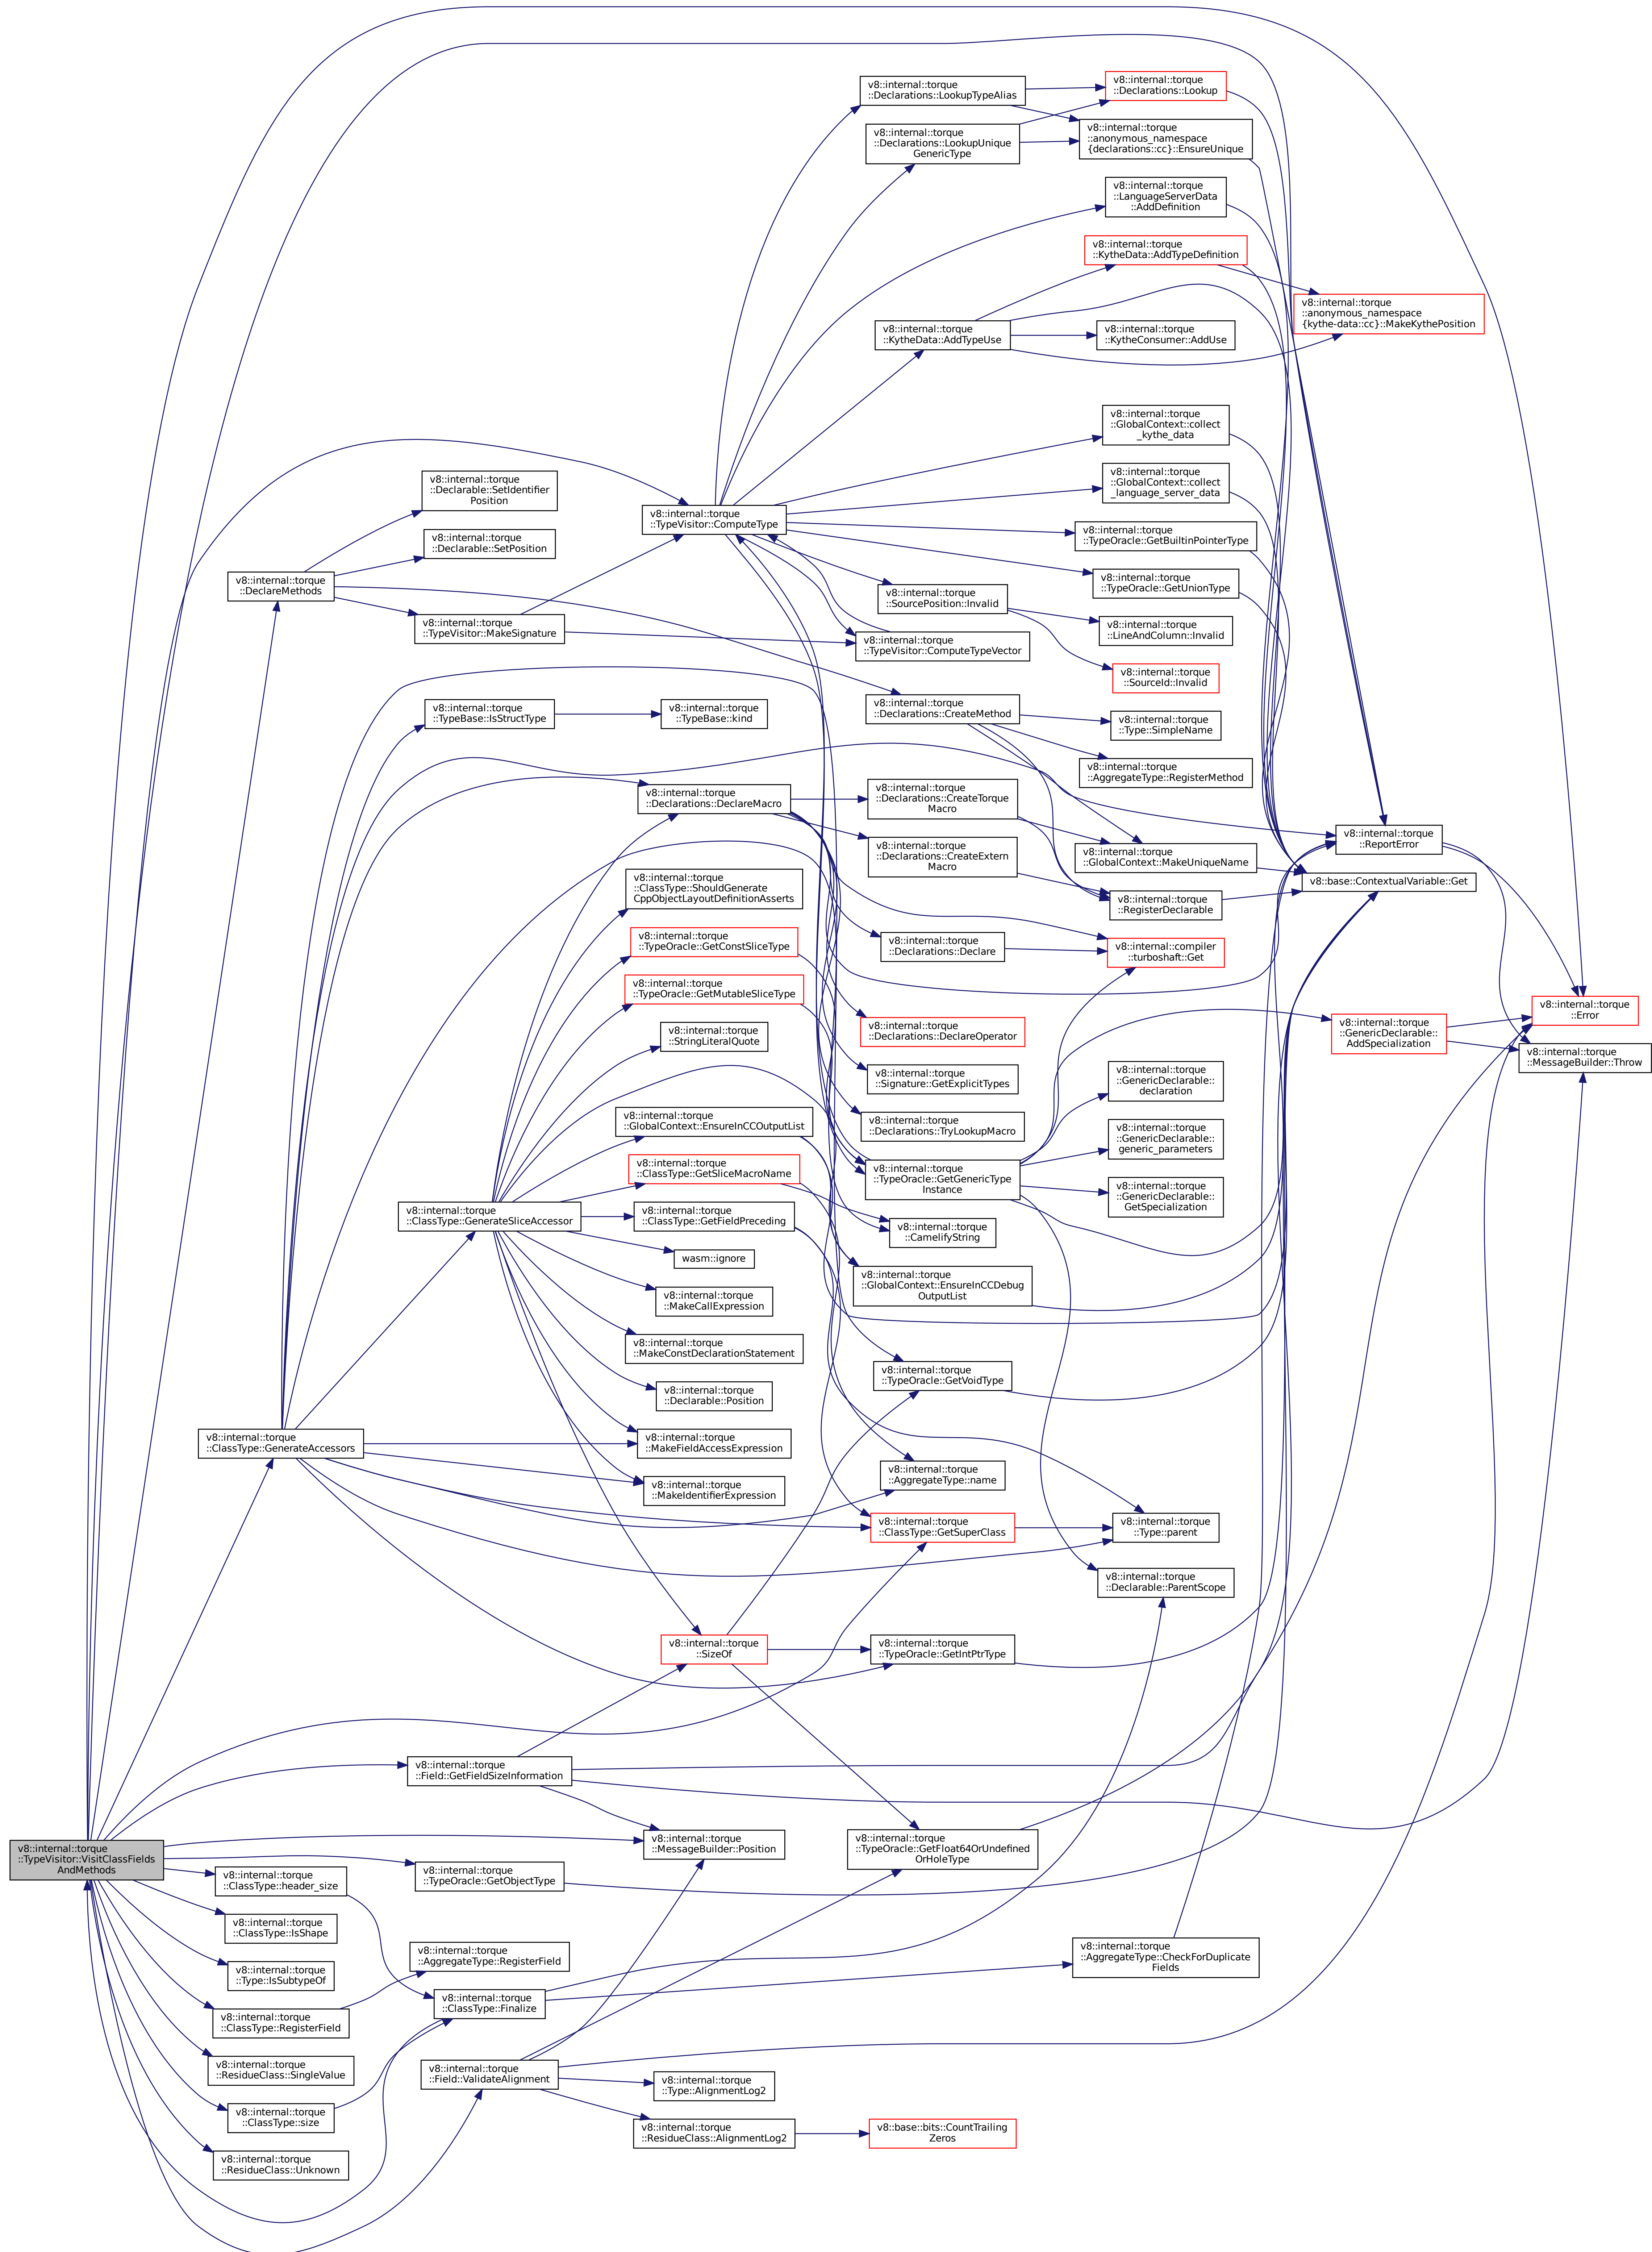 v8::internal::torque
::Declarations::LookupTypeAlias
v8::internal::torque
::Declarations::Lookup
v8::internal::torque
::Declarations::LookupUnique
GenericType
v8::internal::torque
::anonymous_namespace
{declarations::cc}::EnsureUnique
v8::internal::torque
::LanguageServerData
::AddDefinition
v8::internal::torque
::KytheData::AddTypeDefinition
v8::internal::torque
::anonymous_namespace
{kythe-data::cc}::MakeKythePosition
v8::internal::torque
::KytheData::AddTypeUse
v8::internal::torque
::KytheConsumer::AddUse
v8::internal::torque
::GlobalContext::collect
_kythe_data
v8::internal::torque
::GlobalContext::collect
_language_server_data
v8::internal::torque
::Declarable::SetIdentifier
Position
v8::internal::torque
::TypeVisitor::ComputeType
v8::internal::torque
::TypeOracle::GetBuiltinPointerType
v8::internal::torque
::Declarable::SetPosition
v8::internal::torque
::DeclareMethods
v8::internal::torque
::TypeOracle::GetUnionType
v8::internal::torque
::SourcePosition::Invalid
v8::internal::torque
::TypeVisitor::MakeSignature
v8::internal::torque
::LineAndColumn::Invalid
v8::internal::torque
::TypeVisitor::ComputeTypeVector
v8::internal::torque
::SourceId::Invalid
v8::internal::torque
::TypeBase::IsStructType
v8::internal::torque
::TypeBase::kind
v8::internal::torque
::Declarations::CreateMethod
v8::internal::torque
::Type::SimpleName
v8::internal::torque
::AggregateType::RegisterMethod
v8::internal::torque
::Declarations::DeclareMacro
v8::internal::torque
::Declarations::CreateTorque
Macro
v8::internal::torque
::ReportError
v8::internal::torque
::Declarations::CreateExtern
Macro
v8::internal::torque
::GlobalContext::MakeUniqueName
v8::base::ContextualVariable::Get
v8::internal::torque
::ClassType::ShouldGenerate
CppObjectLayoutDefinitionAsserts
v8::internal::torque
::RegisterDeclarable
v8::internal::torque
::TypeOracle::GetConstSliceType
v8::internal::torque
::Declarations::Declare
v8::internal::compiler
::turboshaft::Get
v8::internal::torque
::TypeOracle::GetMutableSliceType
v8::internal::torque
::Error
v8::internal::torque
::StringLiteralQuote
v8::internal::torque
::Declarations::DeclareOperator
v8::internal::torque
::GenericDeclarable::
AddSpecialization
v8::internal::torque
::MessageBuilder::Throw
v8::internal::torque
::Signature::GetExplicitTypes
v8::internal::torque
::GenericDeclarable::
declaration
v8::internal::torque
::GlobalContext::EnsureInCCOutputList
v8::internal::torque
::Declarations::TryLookupMacro
v8::internal::torque
::GenericDeclarable::
generic_parameters
v8::internal::torque
::ClassType::GetSliceMacroName
v8::internal::torque
::TypeOracle::GetGenericType
Instance
v8::internal::torque
::GenericDeclarable::
GetSpecialization
v8::internal::torque
::ClassType::GenerateSliceAccessor
v8::internal::torque
::ClassType::GetFieldPreceding
v8::internal::torque
::CamelifyString
wasm::ignore
v8::internal::torque
::GlobalContext::EnsureInCCDebug
OutputList
v8::internal::torque
::MakeCallExpression
v8::internal::torque
::MakeConstDeclarationStatement
v8::internal::torque
::TypeOracle::GetVoidType
v8::internal::torque
::Declarable::Position
v8::internal::torque
::ClassType::GenerateAccessors
v8::internal::torque
::MakeFieldAccessExpression
v8::internal::torque
::AggregateType::name
v8::internal::torque
::MakeIdentifierExpression
v8::internal::torque
::ClassType::GetSuperClass
v8::internal::torque
::Type::parent
v8::internal::torque
::Declarable::ParentScope
v8::internal::torque
::SizeOf
v8::internal::torque
::TypeOracle::GetIntPtrType
v8::internal::torque
::Field::GetFieldSizeInformation
v8::internal::torque
::TypeVisitor::VisitClassFields
AndMethods
v8::internal::torque
::MessageBuilder::Position
v8::internal::torque
::TypeOracle::GetFloat64OrUndefined
OrHoleType
v8::internal::torque
::ClassType::header_size
v8::internal::torque
::TypeOracle::GetObjectType
v8::internal::torque
::ClassType::IsShape
v8::internal::torque
::AggregateType::RegisterField
v8::internal::torque
::AggregateType::CheckForDuplicate
Fields
v8::internal::torque
::Type::IsSubtypeOf
v8::internal::torque
::ClassType::Finalize
v8::internal::torque
::ClassType::RegisterField
v8::internal::torque
::ResidueClass::SingleValue
v8::internal::torque
::Field::ValidateAlignment
v8::internal::torque
::Type::AlignmentLog2
v8::internal::torque
::ClassType::size
v8::internal::torque
::ResidueClass::AlignmentLog2
v8::base::bits::CountTrailing
Zeros
v8::internal::torque
::ResidueClass::Unknown